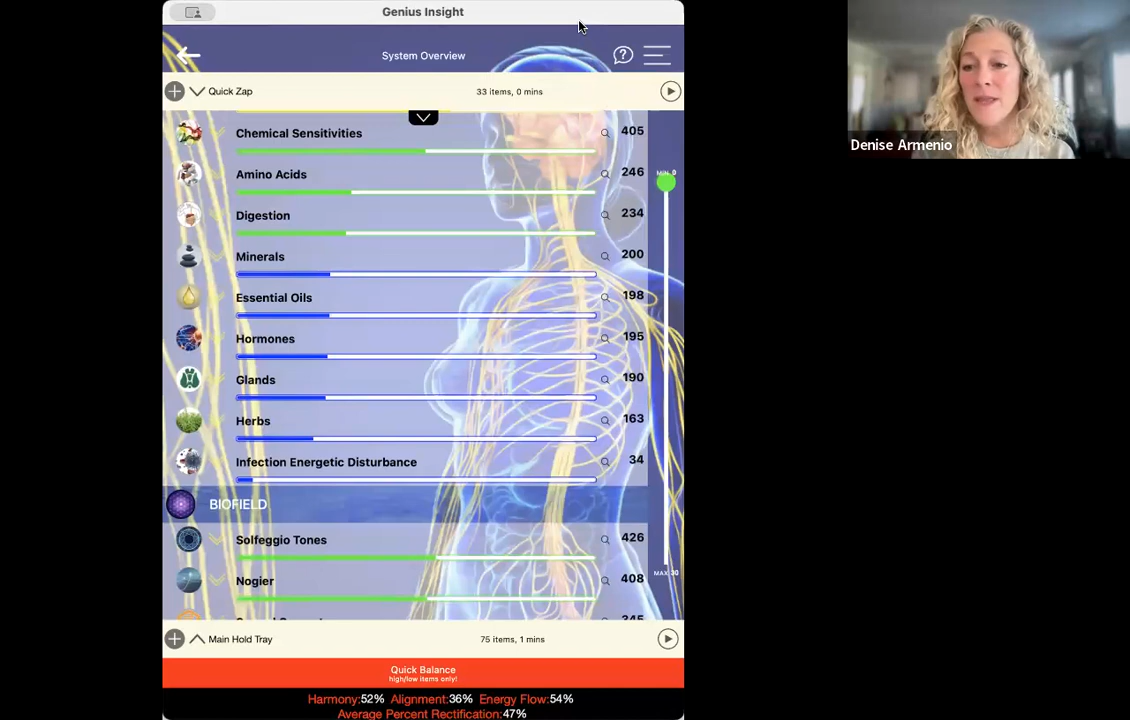 Genius Insight
System Overview
Quick Zap
33 items, 0 mins
Chemical Sensitivities
405
Amino Acids
246
Digestion
234
Minerals
200
Essential Oils
198
Hormones
195
Glands
190
Herbs
163
Infection Energetic Disturbance
34
BIOFIELD
Solfeggio Tones
426
Nogier
408
MAX 30
Main Hold Tray
75 items, 1 mins
Quick Balance
high/low items only!
Harmony:52% Alignment:36% Energy Flow:54%
Average Percent Rectification:47%
Denise Armenio